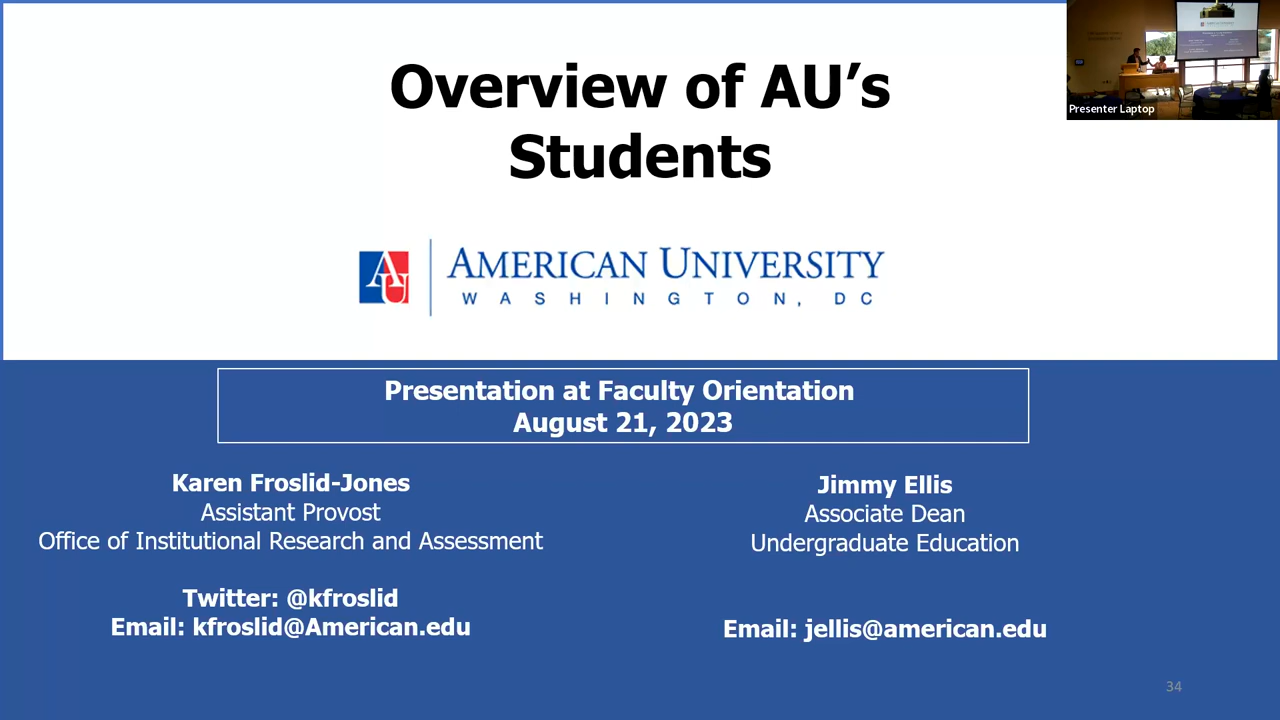 Overview of AU's
Students
AU
AMERICAN UNIVERSITY
WASHINGTON, DC
Presenter Laptop
Presentation at Faculty Orientation
August 21, 2023
Karen Froslid-Jones
Assistant Provost
Office of Institutional Research and Assessment
Twitter: @kfroslid
Email: kfroslid@American.edu
Jimmy Ellis
Associate Dean
Undergraduate Education
Email: jellis@american.edu
34